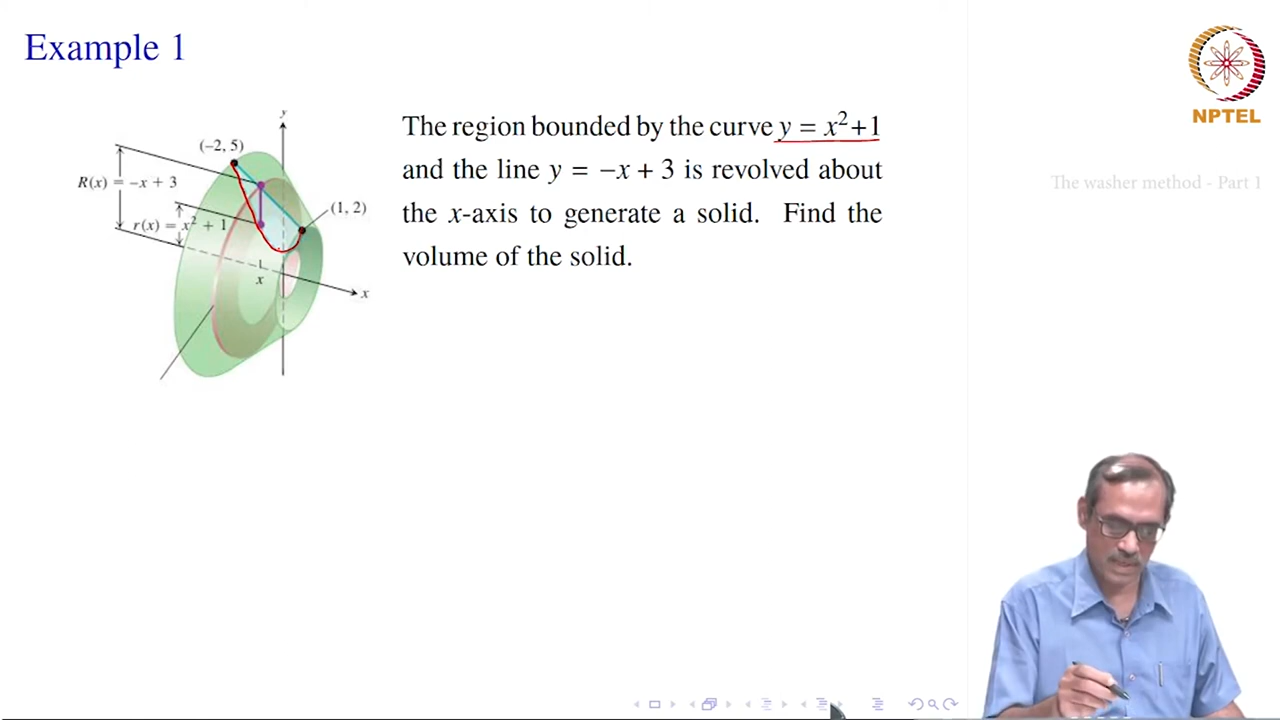 Example 1
NPTEL
The region bounded by the curve y = x²+1
and the line y = −x + 3 is revolved about
the x-axis to generate a solid. Find the
volume of the solid.
The washer method - Part 1
y
(−2, 5)
R(x) = −x + 3
(1, 2)
r(x) = x² + 1
x
x